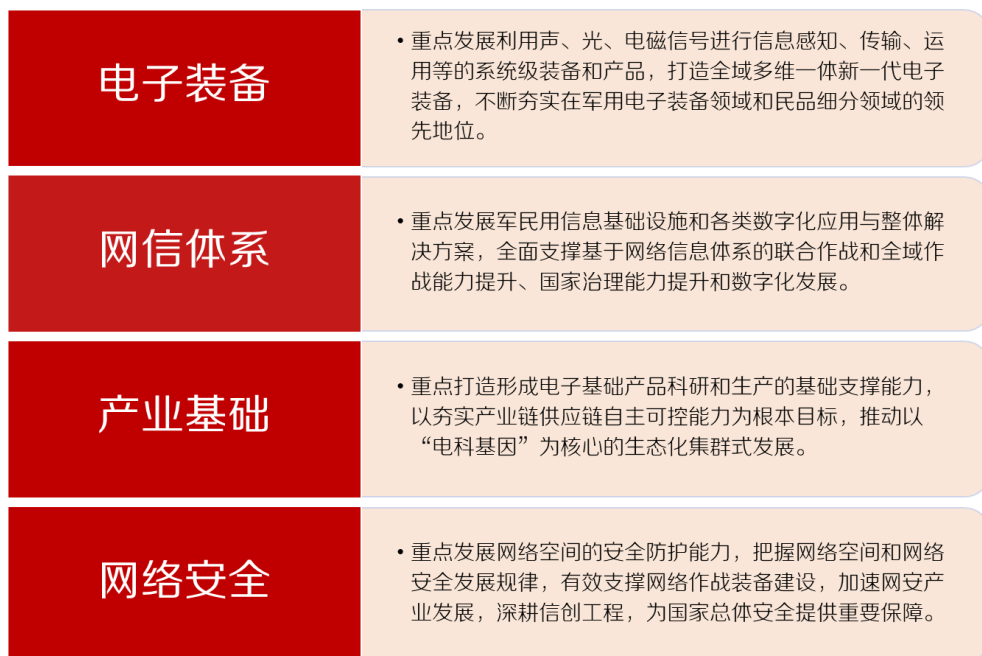 电子装备
• 重点发展利用声、光、电磁信号进行信息感知、传输、运
用等的系统级装备和产品，打造全域多维一体新一代电子
装备，不断夯实在军用电子装备领域和民品细分领域的领
先地位。
网信体系
• 重点发展军民用信息基础设施和各类数字化应用与整体解
决方案，全面支撑基于网络信息体系的联合作战和全域作
战能力提升、国家治理能力提升和数字化发展。
产业基础
• 重点打造形成电子基础产品科研和生产的基础支撑能力，
以夯实产业链供应链自主可控能力为根本目标，推动以
“电科基因”为核心的生态化集群式发展。
网络安全
• 重点发展网络空间的安全防护能力，把握网络空间和网络
安全发展规律，有效支撑网络作战装备建设，加速网安产
业发展，深耕信创工程，为国家总体安全提供重要保障。